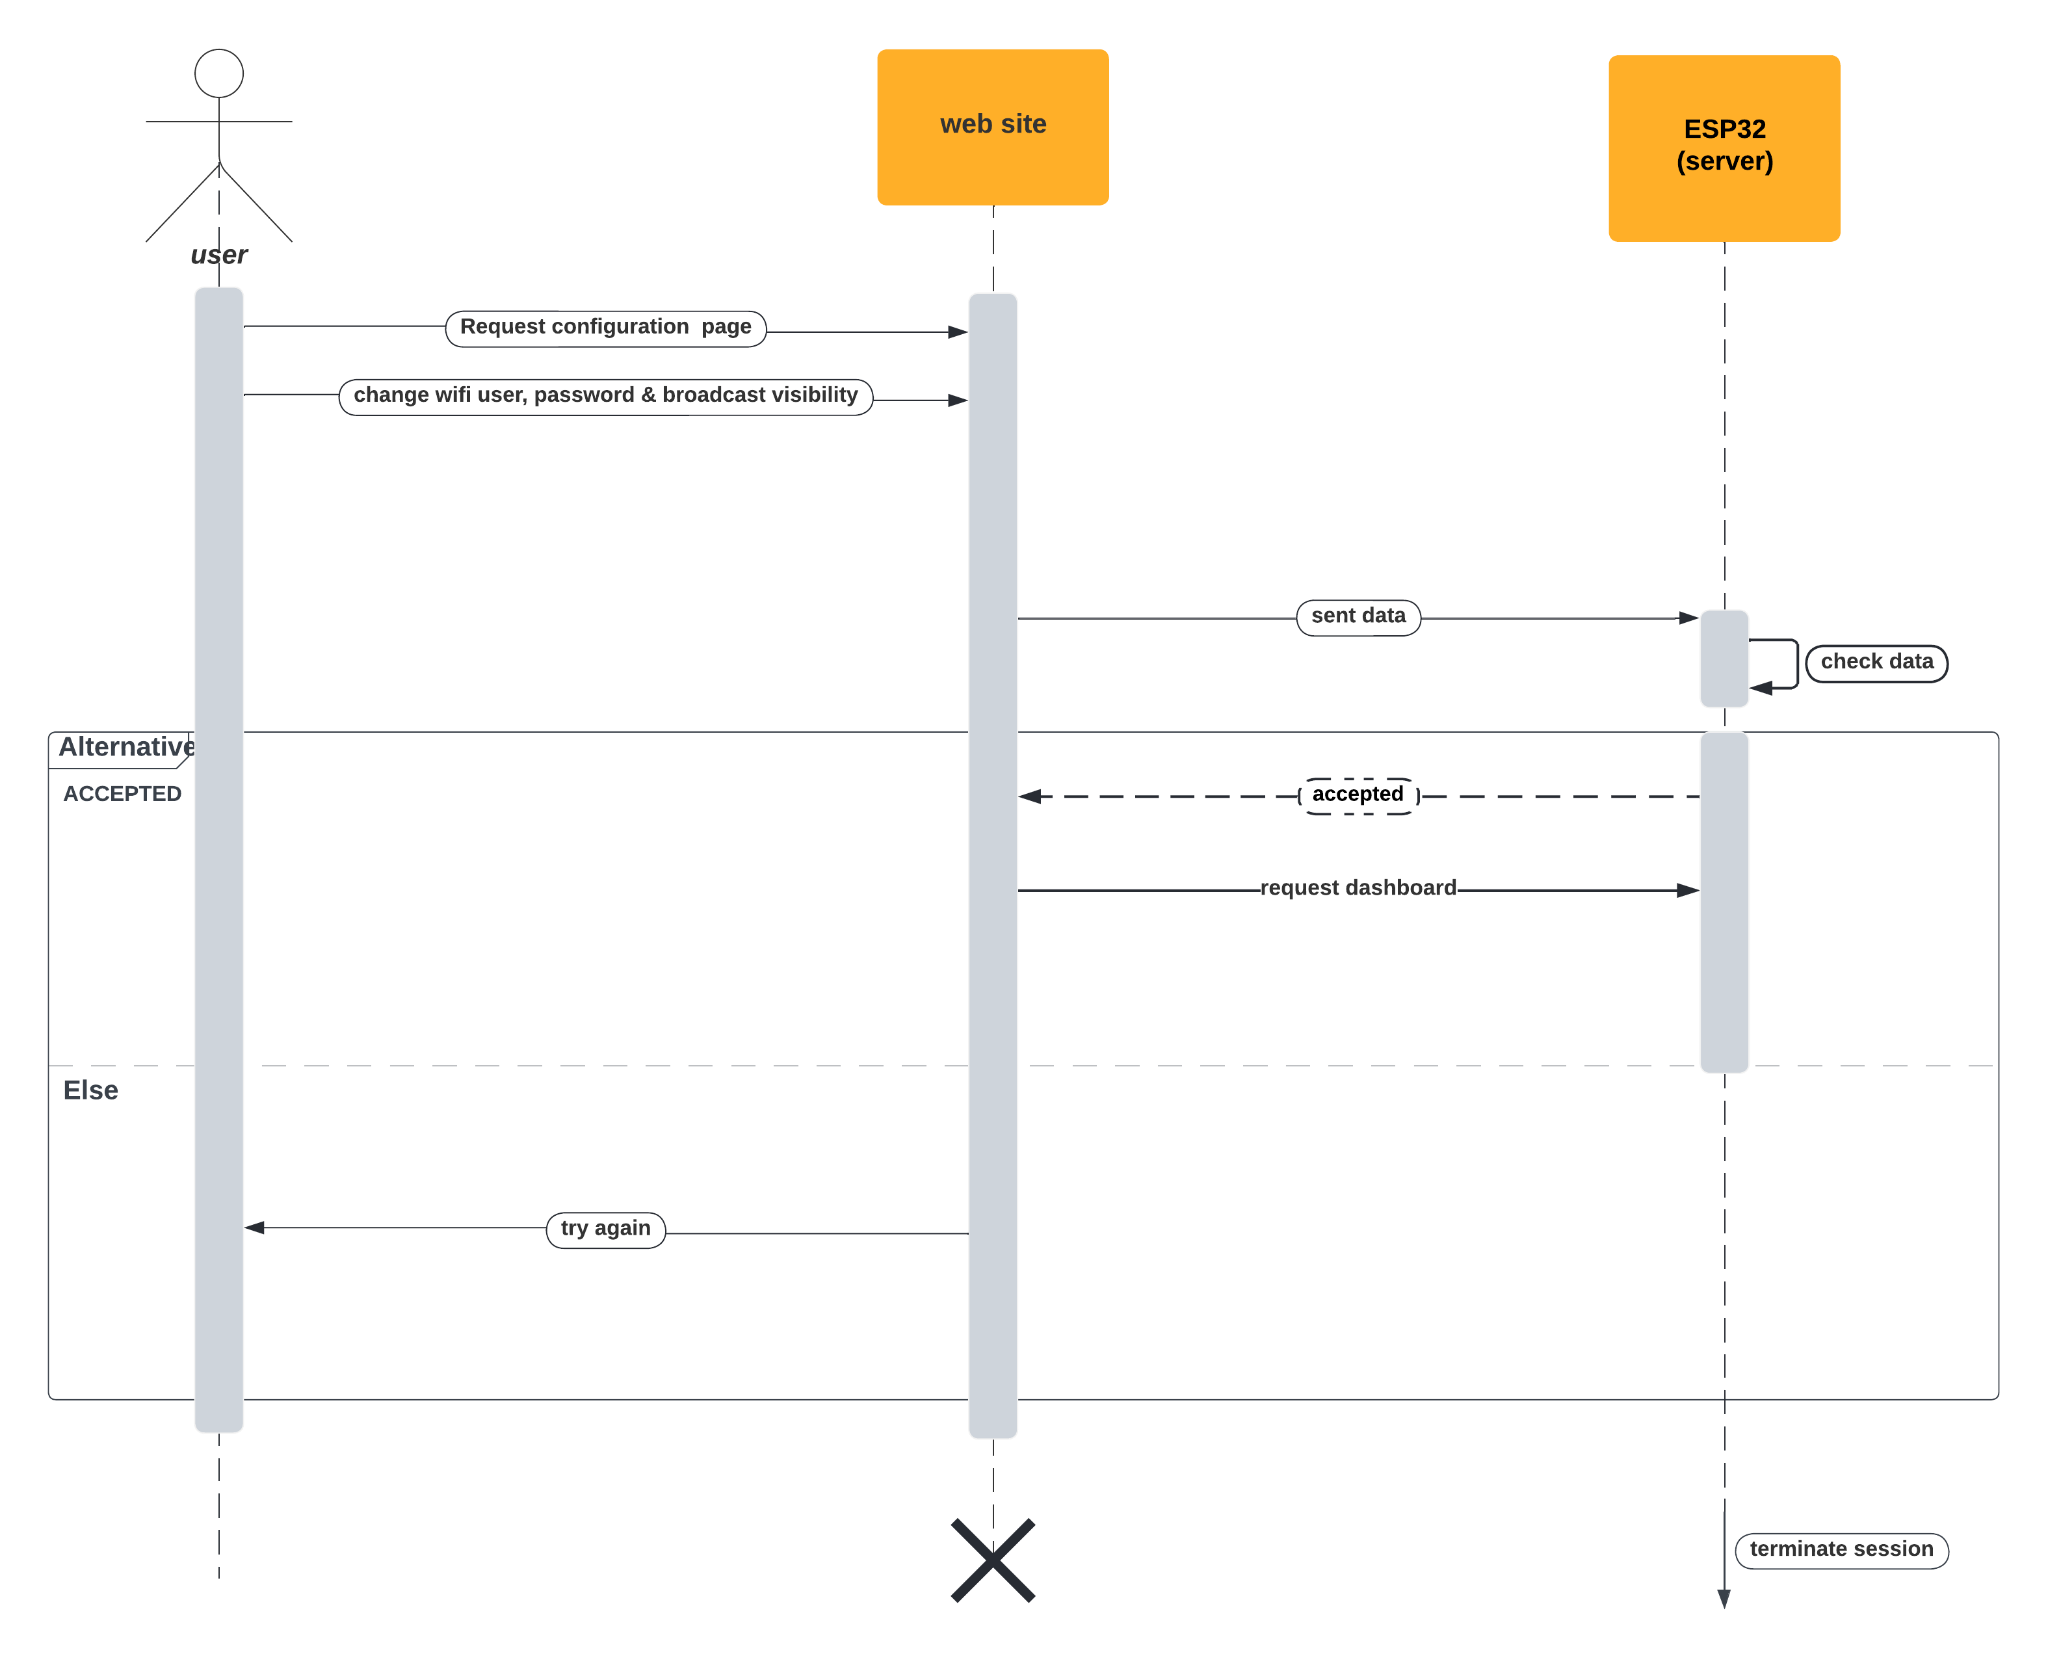 user
web site
ESP32
(server)
Request configuration  page
change wifi user, password & broadcast visibility
sent data
check data
Alternative
ACCEPTED
accepted
request dashboard
Else
try again
terminate session